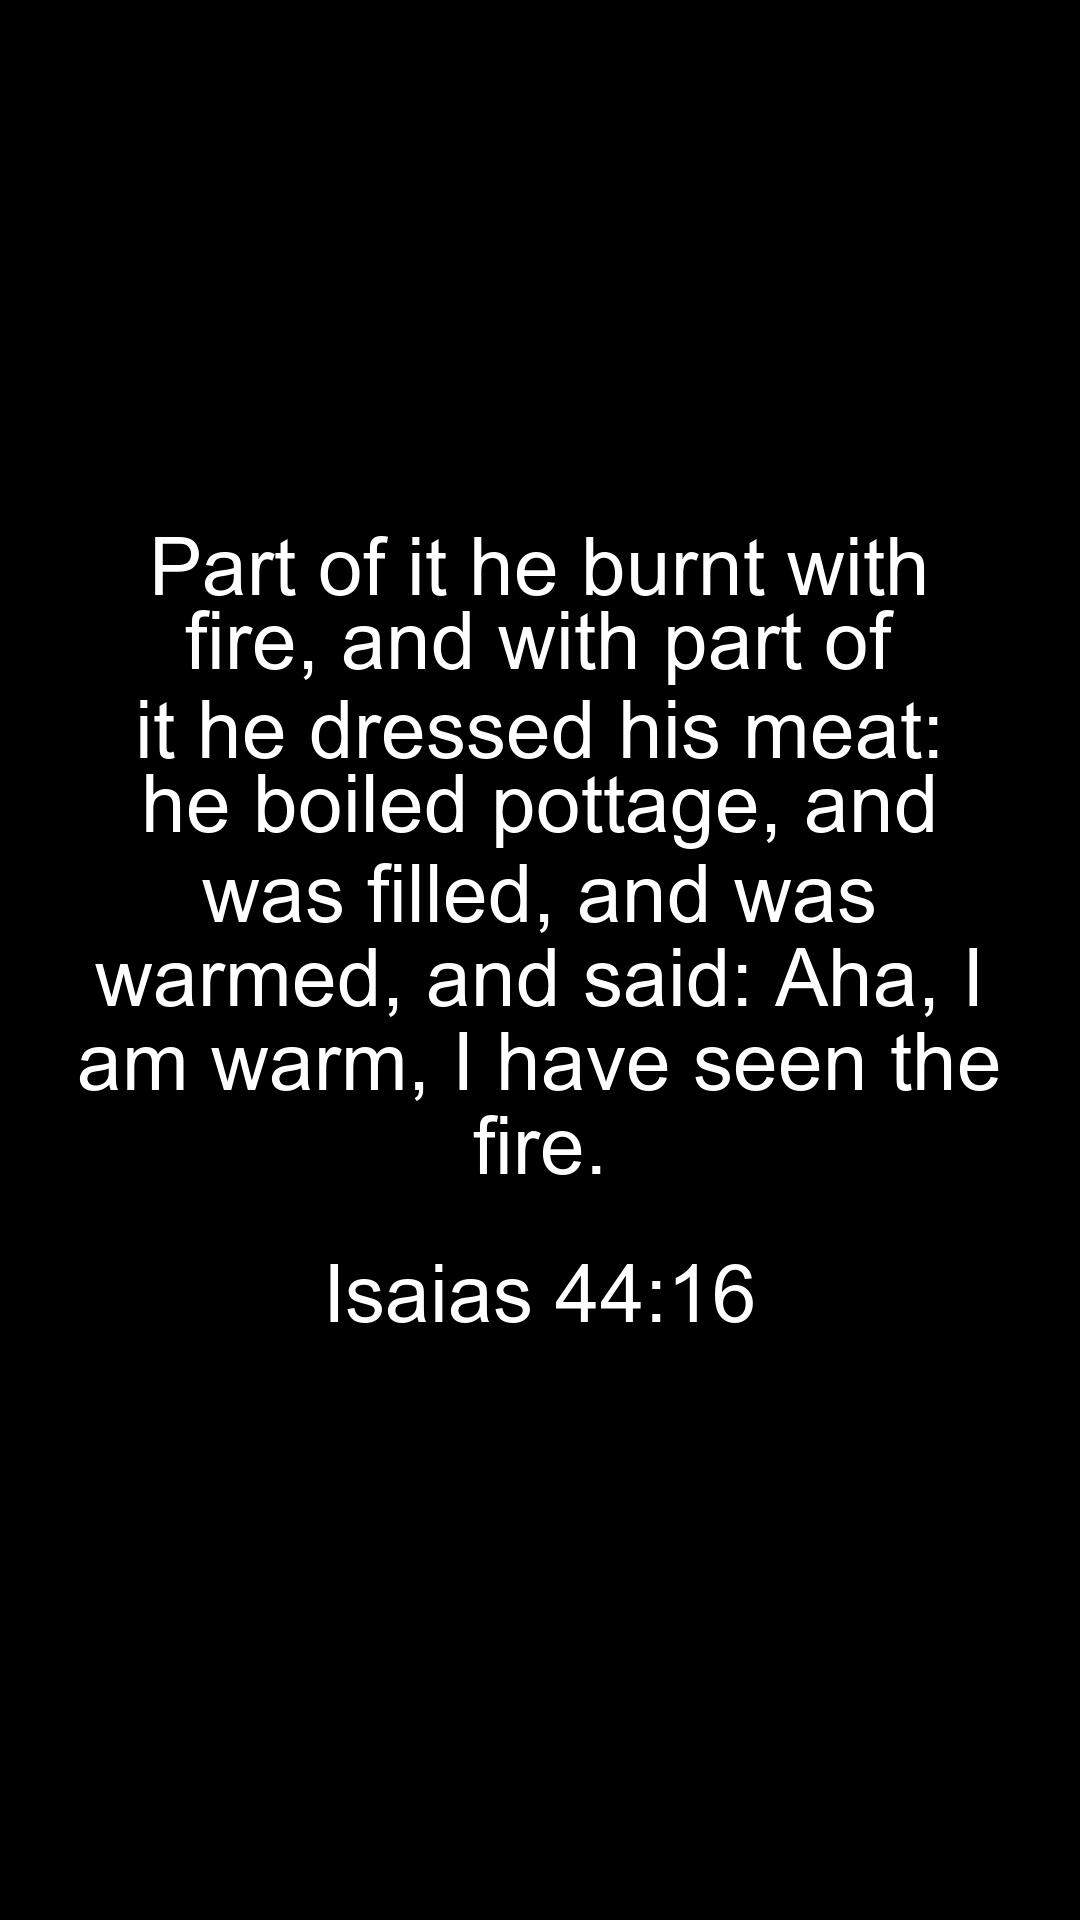 Part of it he burnt with
fire, and with part of
it he dressed his meat:
he boiled pottage, and
was filled, and was
warmed, and said: Aha, I
am warm, I have seen the
fire.
Isaias 44:16